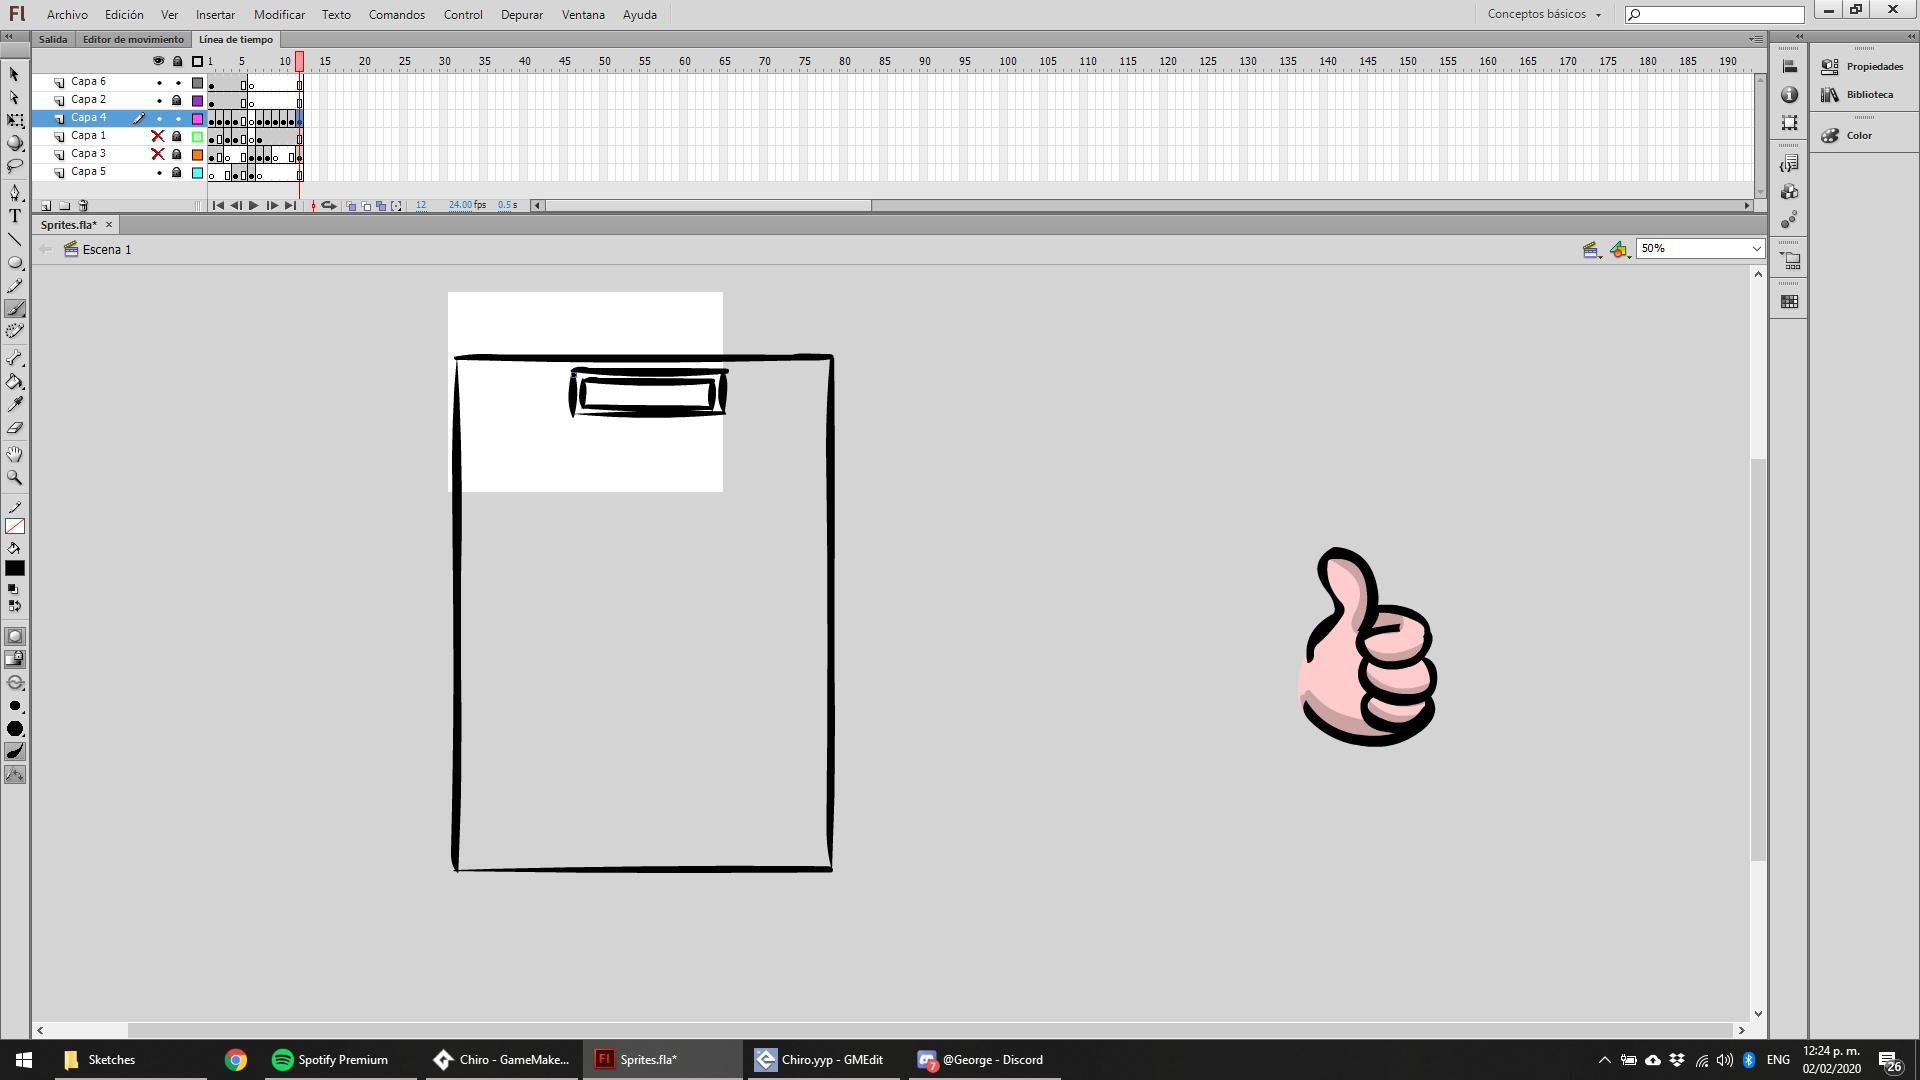 Fl Archivo Edición Ver Insertar Modificar Texto Comandos Control Depurar Ventana Ayuda Conceptos básicos
Salida Editor de movimiento Línea de tiempo
1 5 10 15 20 25 30 35 40 45 50 55 60 65 70 75 80 85 90 95 100 105 110 115 120 125 130 135 140 145 150 155 160 165 170 175 180 185 190
Capa 6
Capa 2
Capa 4
Capa 1
Capa 3
Capa 5
12 24.00 fps 0.5 s
Propiedades
Biblioteca
Color
Sprites.fla*
Escena 1
50%
T
Sketches
Spotify Premium
Chiro - GameMake...
Fl Sprites.fla*
Chiro.yyp - GMEdit
7 @George - Discord
ENG
12:24 p. m.
02/02/2020
26